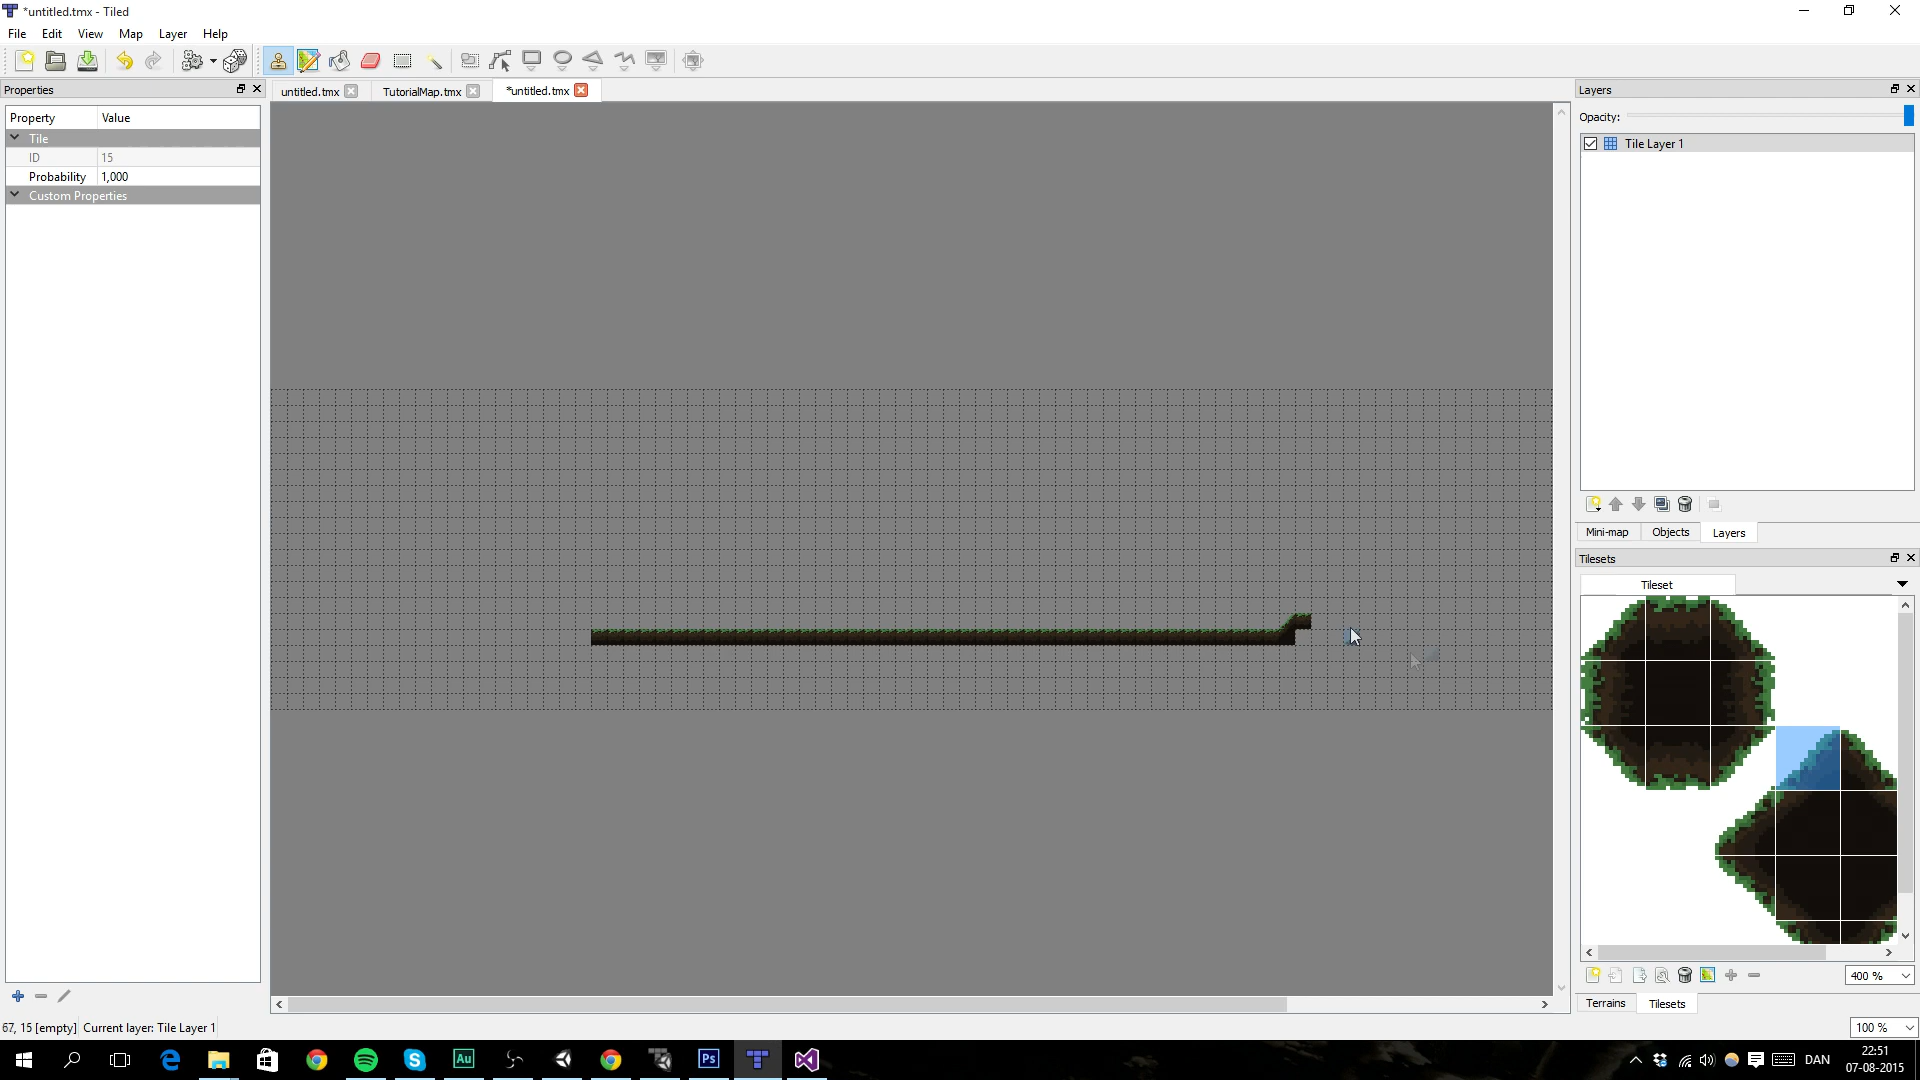 *untitled.tmx - Tiled
File Edit View Map Layer Help
Properties
Property Value
Tile
ID 15
Probability 1,000
Custom Properties
untitled.tmx TutorialMap.tmx *untitled.tmx
Layers
Opacity:
Tile Layer 1
Mini-map Objects Layers
Tilesets
Tileset
400 %
Terrains Tilesets
67, 15 [empty] Current layer: Tile Layer 1
100 %
Au Ps
DAN
22:51
07-08-2015